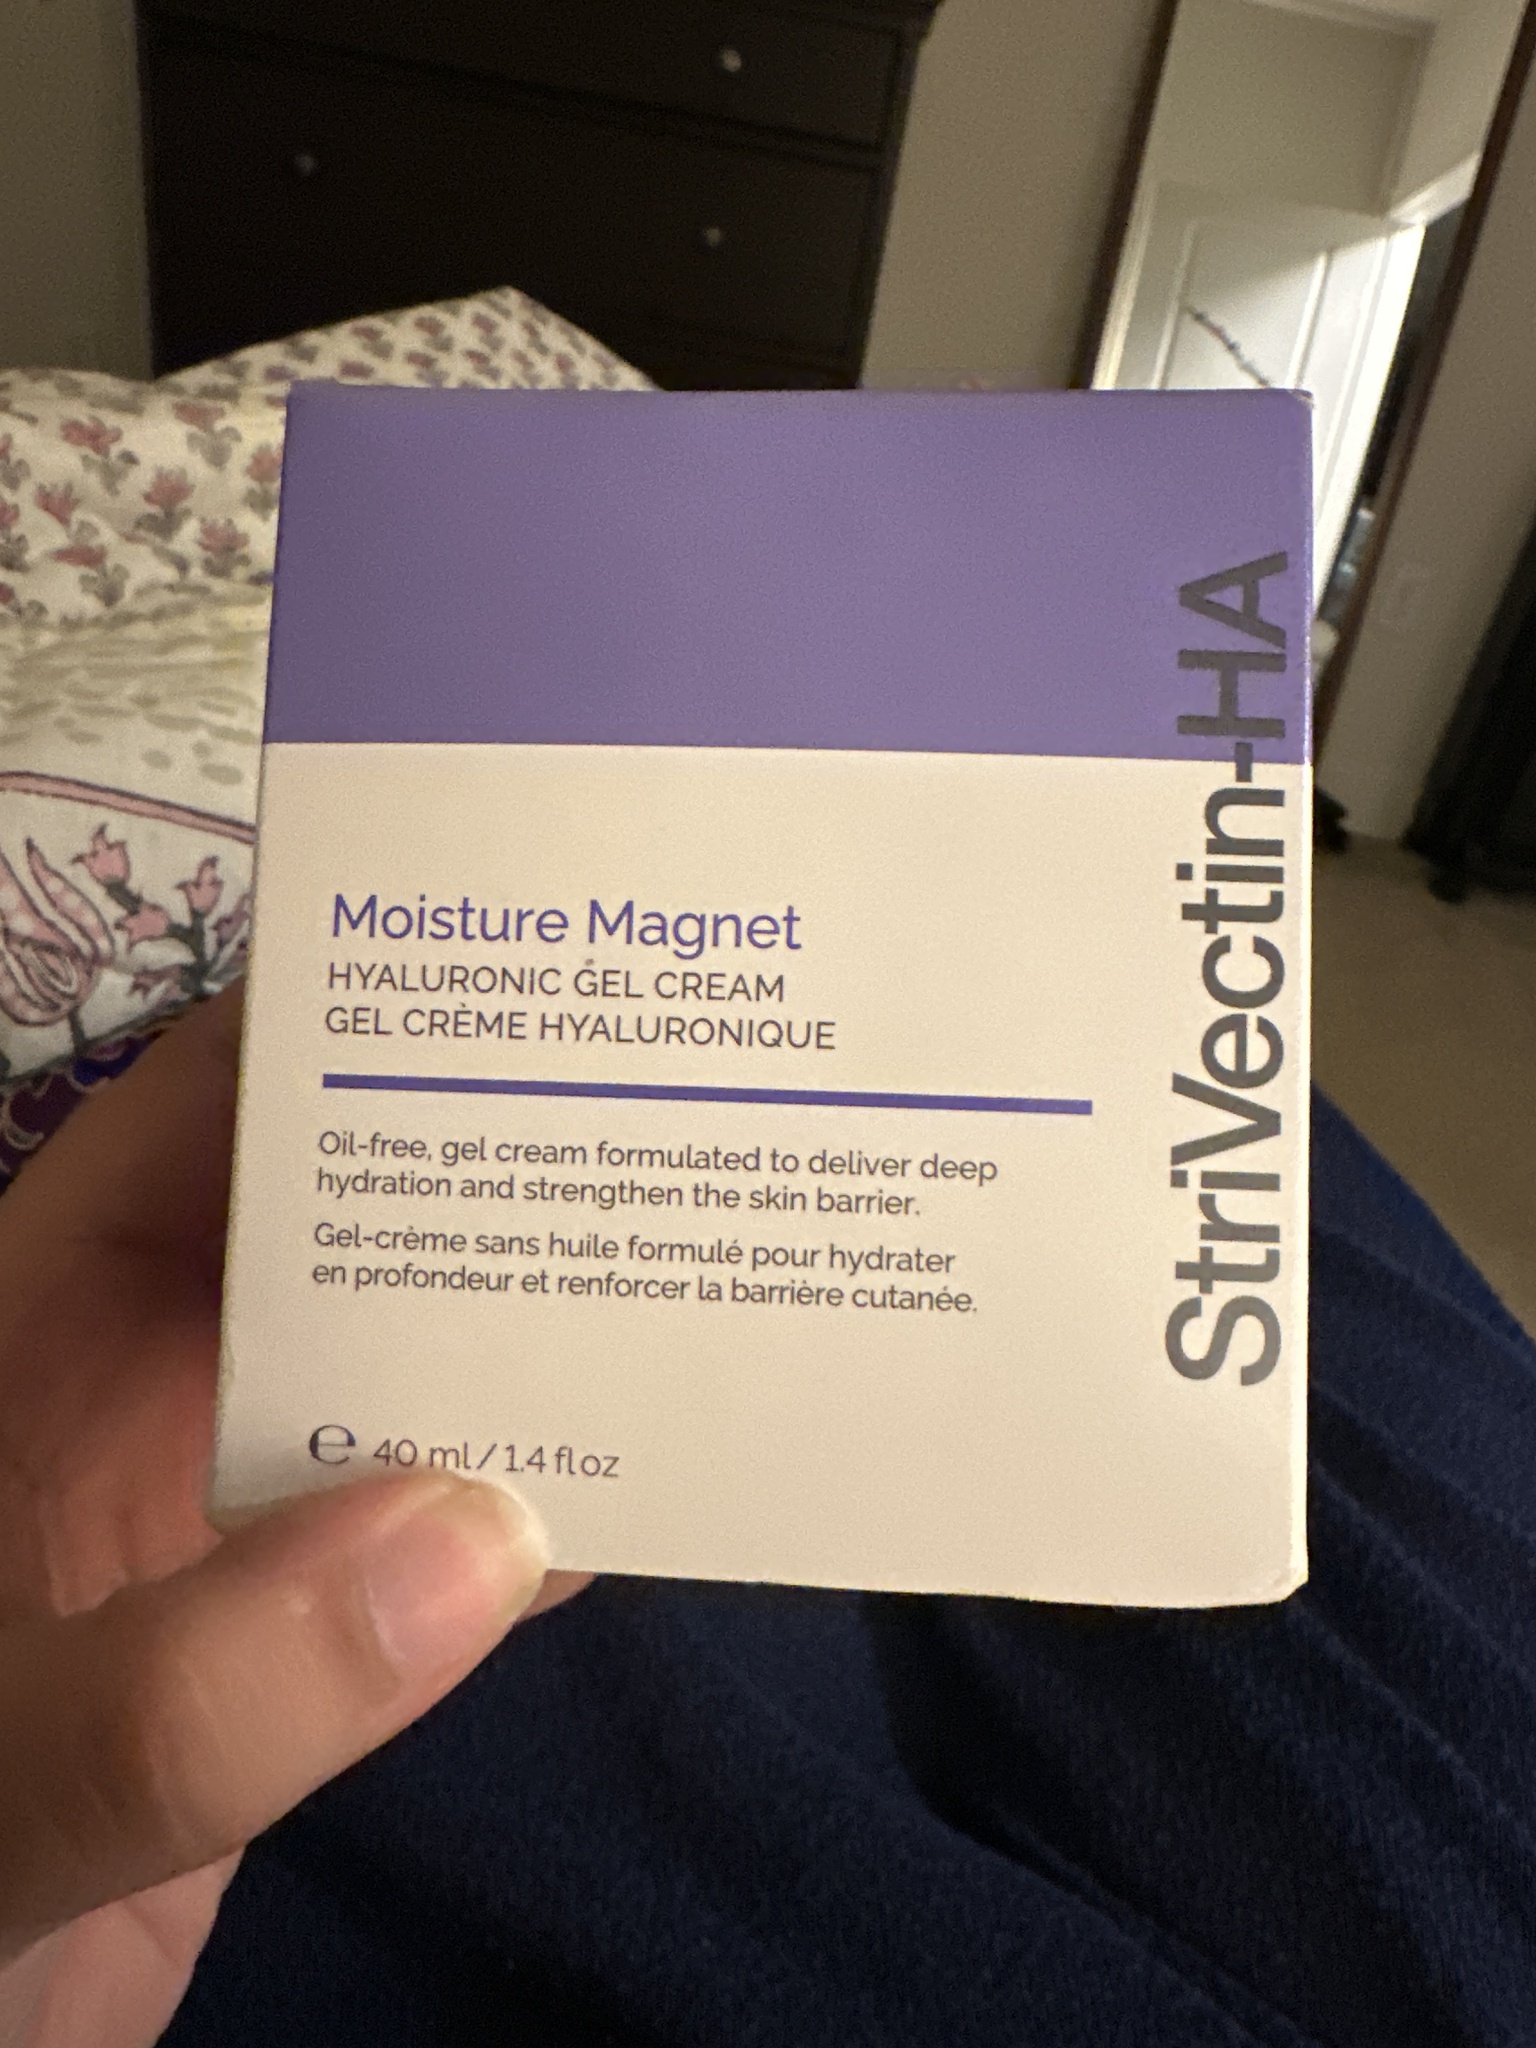 StriVectin-HA
Moisture Magnet
HYALURONIC GEL CREAM
GEL CRÈME HYALURONIQUE
Oil-free, gel cream formulated to deliver deep
hydration and strengthen the skin barrier.
Gel-crème sans huile formulé pour hydrater
en profondeur et renforcer la barrière cutanée.
℮ 40 ml / 1.4 fl oz